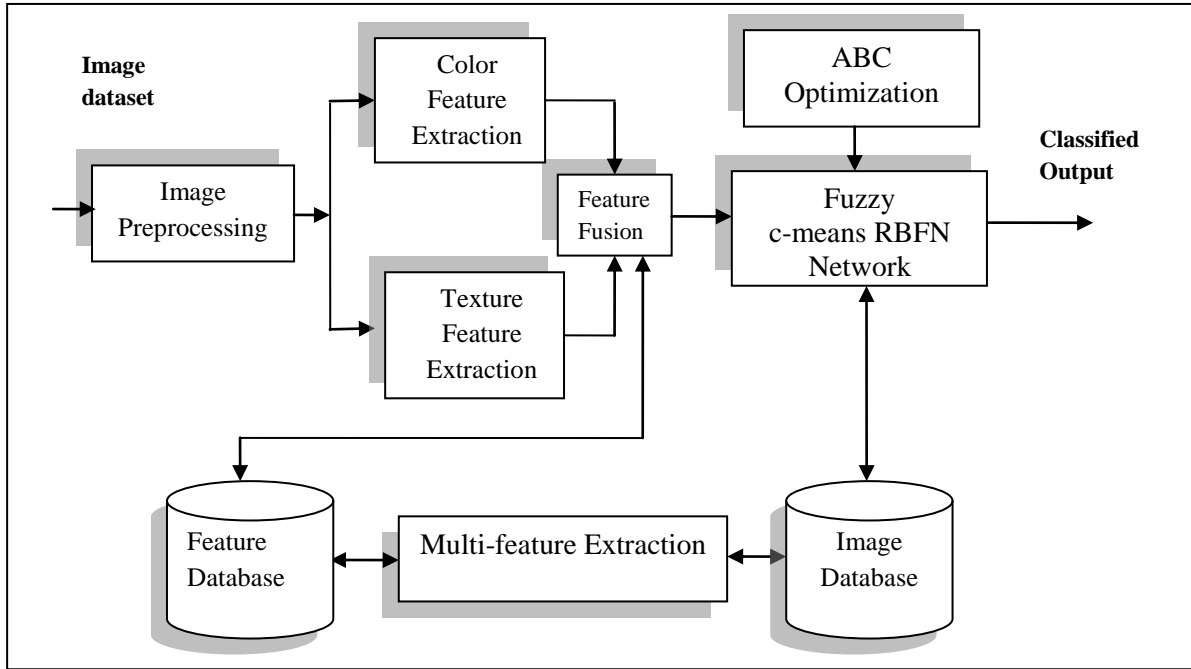 Image
dataset
Color
Feature
Extraction
ABC
Optimization
Classified
Output
Image
Preprocessing
Feature
Fusion
Fuzzy
c-means RBFN
Network
Texture
Feature
Extraction
Feature
Database
Multi-feature Extraction
Image
Database